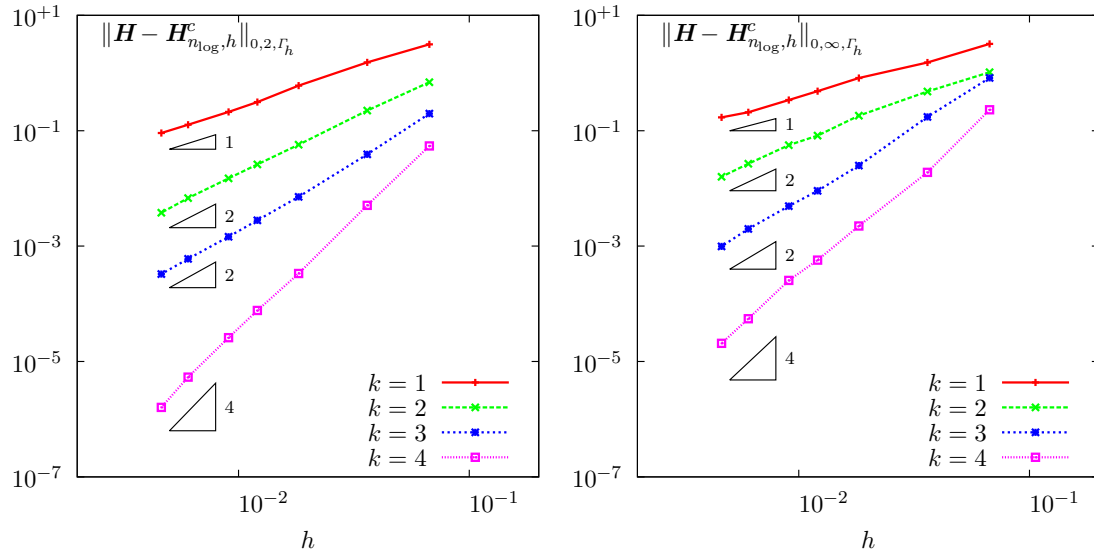 ‖H − H^c_{n_log,h}‖_{0,2,Γ_h}
10^{+1}
10^{-1}
10^{-3}
10^{-5}
10^{-7}
1
2
2
4
k = 1
k = 2
k = 3
k = 4
10^{-2}
10^{-1}
h
‖H − H^c_{n_log,h}‖_{0,∞,Γ_h}
10^{+1}
10^{-1}
10^{-3}
10^{-5}
10^{-7}
1
2
2
4
k = 1
k = 2
k = 3
k = 4
10^{-2}
10^{-1}
h